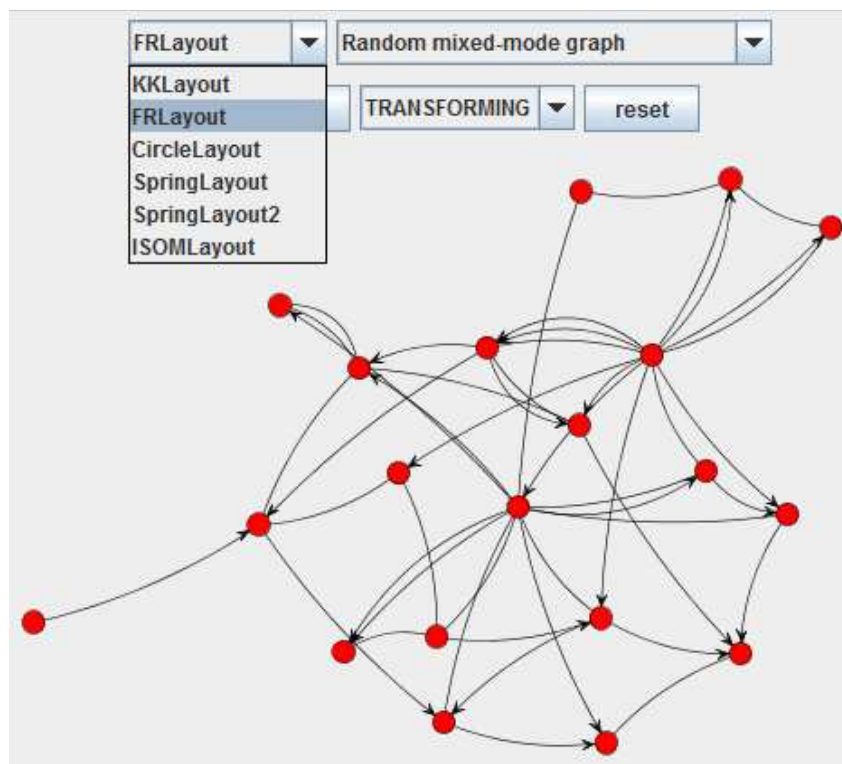 FRLayout Random mixed-mode graph
KKLayout
FRLayout TRANSFORMING reset
CircleLayout
SpringLayout
SpringLayout2
ISOMLayout